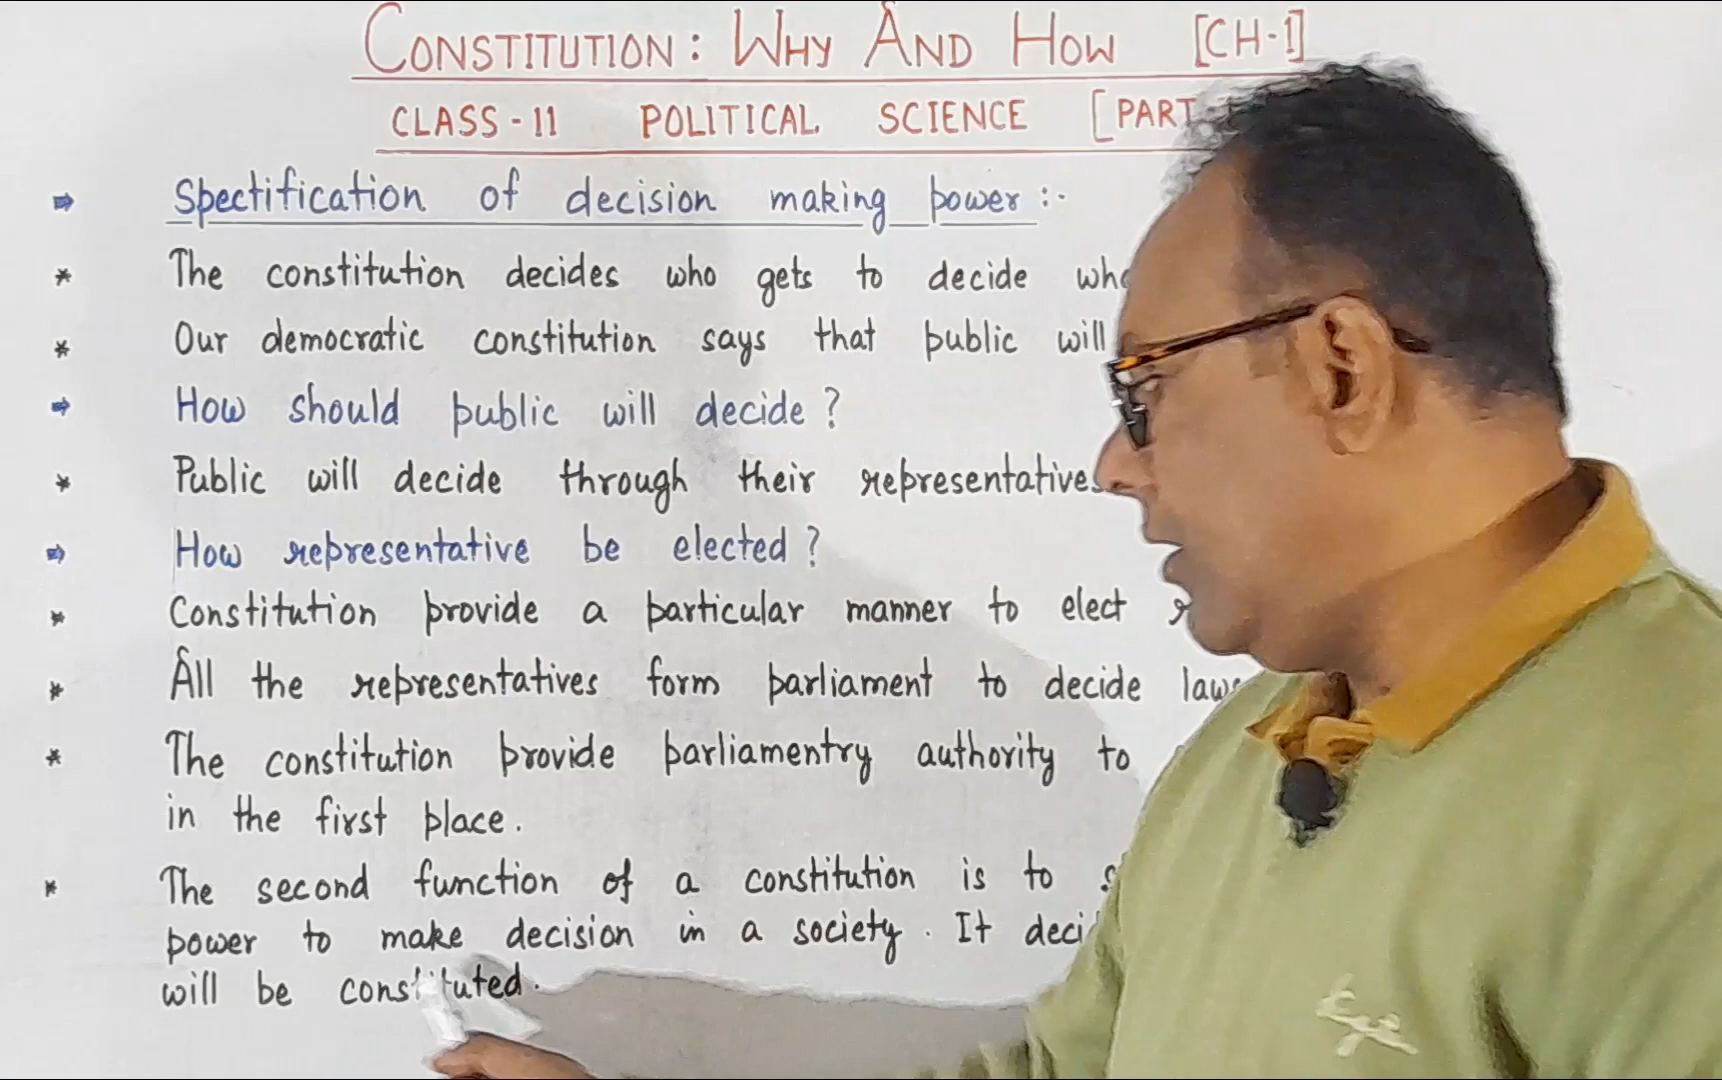 CONSTITUTION: WHY AND HOW [CH-1]
CLASS-11 POLITICAL SCIENCE [PART
⇒ Spectification of decision making power :-
* The constitution decides who gets to decide
* Our democratic constitution says that public will
⇒ How should public will decide ?
* Public will decide through their representatives
⇒ How representative be elected ?
* Constitution provide a particular manner to elect
* All the representatives form parliament to decide laws
* The constitution provide parliamentry authority to
in the first place.
* The second function of a constitution is to
power to make decision in a society. It
will be constituted.